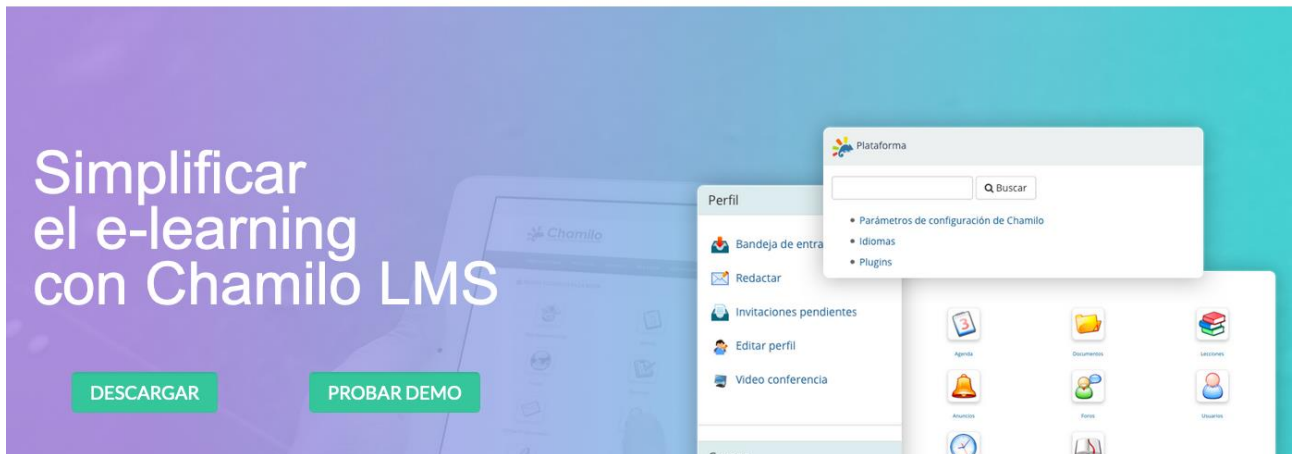 Simplificar
el e-learning
con Chamilo LMS
DESCARGAR
PROBAR DEMO
Chamilo
Perfil
Bandeja de entra
Redactar
Invitaciones pendientes
Editar perfil
Video conferencia
Plataforma
Buscar
Parámetros de configuración de Chamilo
Idiomas
Plugins
Agenda
Documentos
Lecciones
Anuncios
Foros
Usuarios